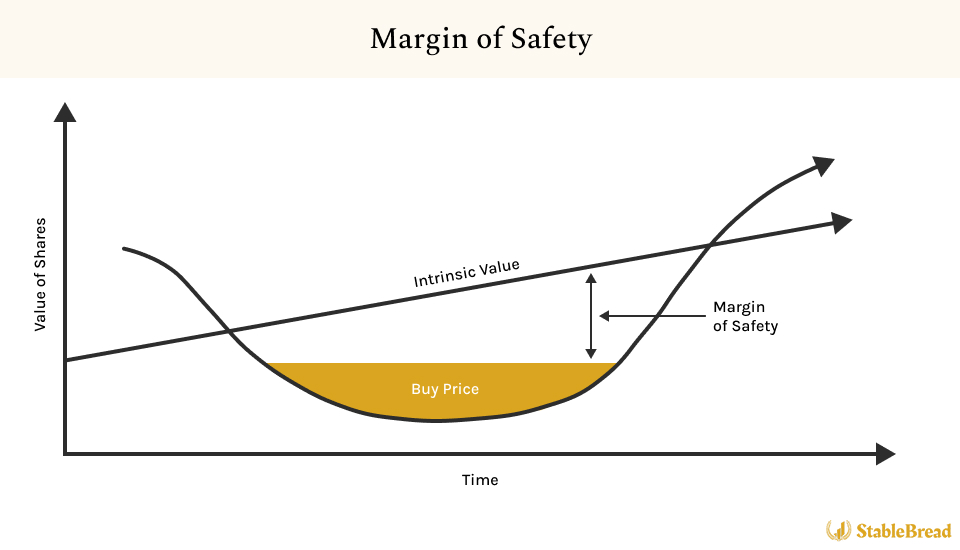 Margin of Safety
Value of Shares
Intrinsic Value
Margin
of Safety
Buy Price
Time
StableBread